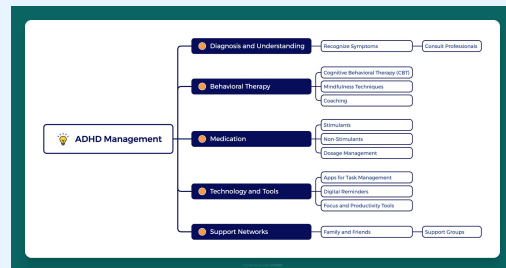 Diagnosis and Understanding
Recognize Symptoms
Consult Professionals
Behavioral Therapy
Cognitive Behavioral Therapy (CBT)
Mindfulness Techniques
Coaching
ADHD Management
Medication
Stimulants
Non-Stimulants
Dosage Management
Technology and Tools
Apps for Task Management
Digital Reminders
Focus and Productivity Tools
Support Networks
Family and Friends
Support Groups